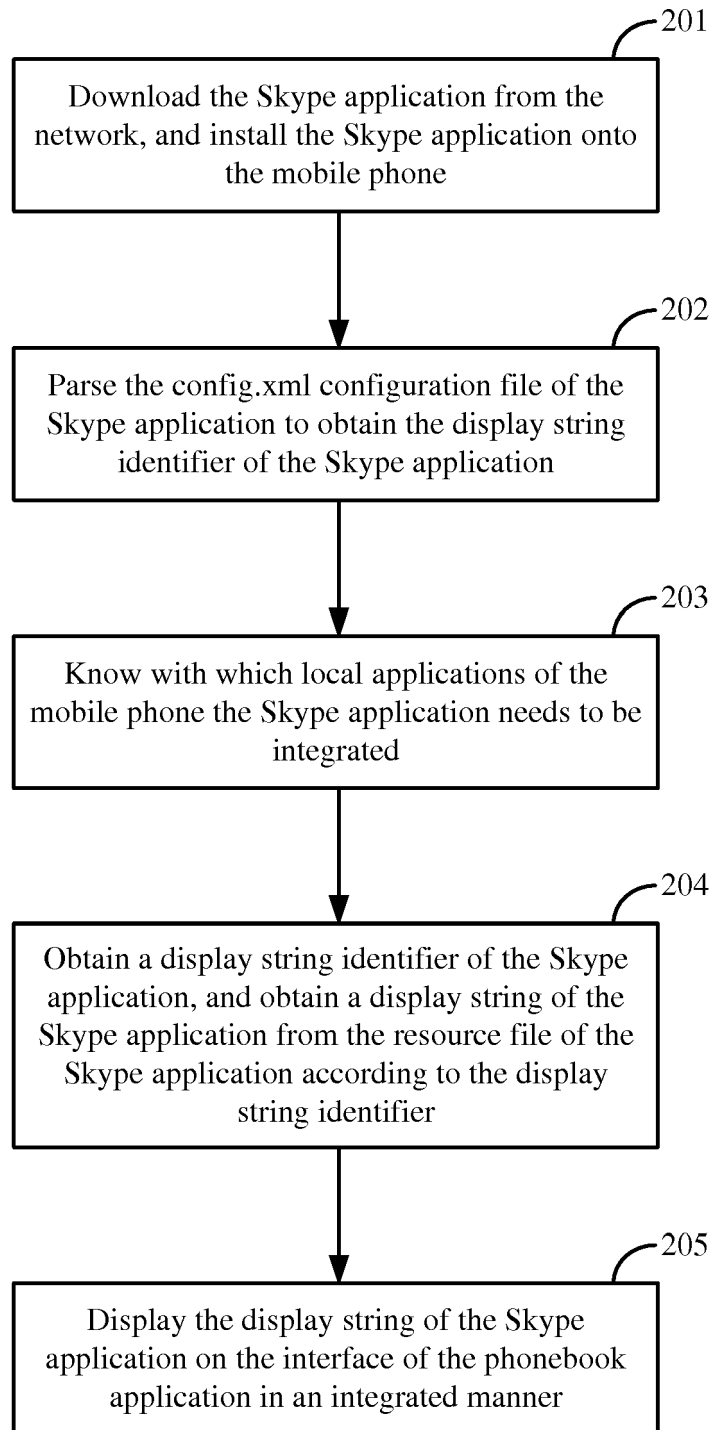 201
Download the Skype application from the
network, and install the Skype application onto
the mobile phone
202
Parse the config.xml configuration file of the
Skype application to obtain the display string
identifier of the Skype application
203
Know with which local applications of the
mobile phone the Skype application needs to be
integrated
204
Obtain a display string identifier of the Skype
application, and obtain a display string of the
Skype application from the resource file of the
Skype application according to the display
string identifier
205
Display the display string of the Skype
application on the interface of the phonebook
application in an integrated manner